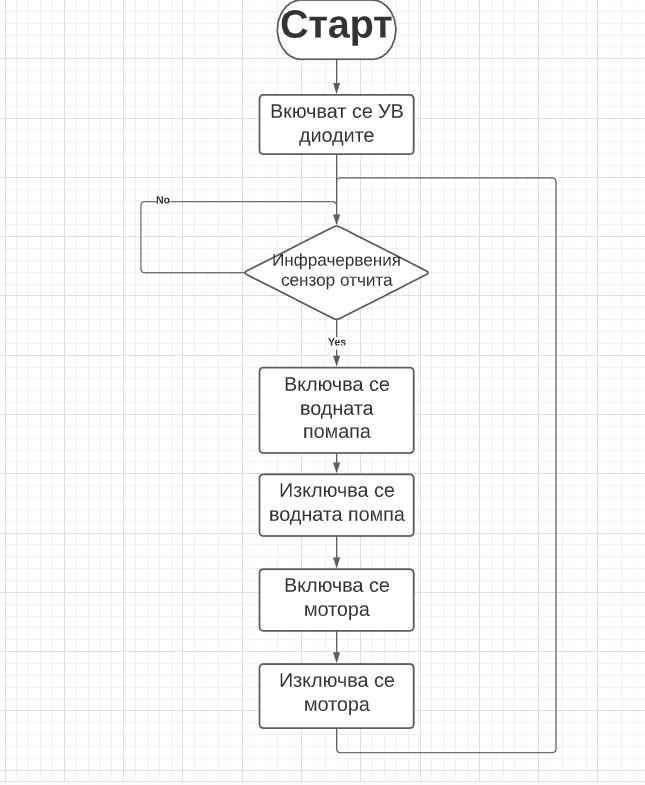 Старт
Вкючват се УВ
диодите
No
Инфрачервения
сензор отчита
Yes
Включва се
водната
помапа
Изключва се
водната помпа
Включва се
мотора
Изключва се
мотора